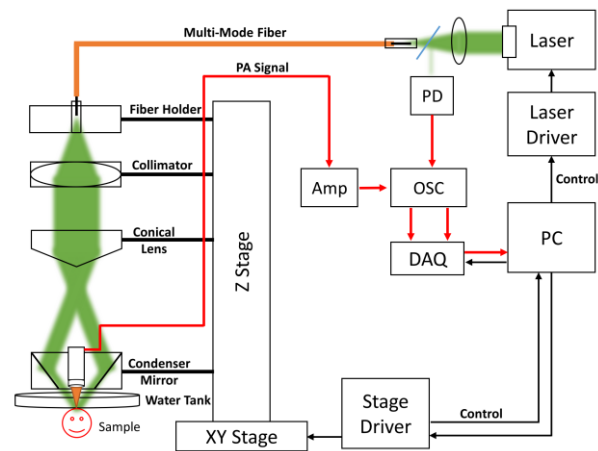 Multi-Mode Fiber
Laser
PA Signal
PD
Fiber Holder
Laser
Driver
Collimator
Amp
OSC
Control
Conical
Lens
Z Stage
DAQ
PC
Condenser
Mirror
Water Tank
Sample
XY Stage
Stage
Driver
Control